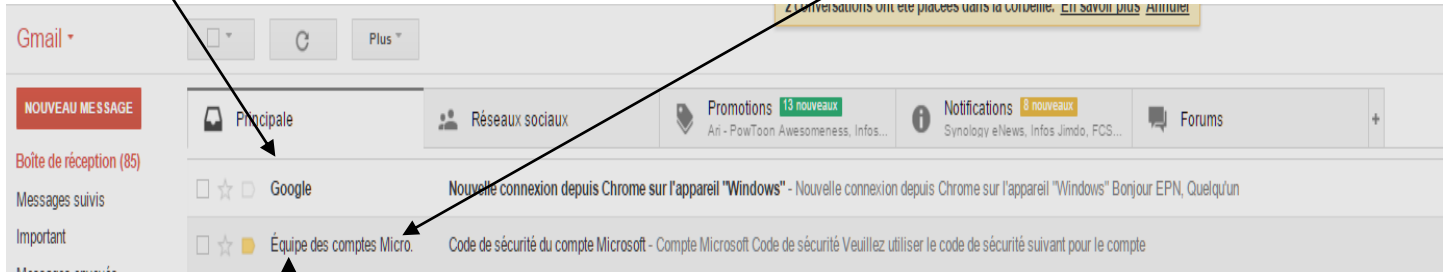 2 conversations ont été placées dans la corbeille. En savoir plus Annuler
Gmail
Plus
NOUVEAU MESSAGE
Principale
Réseaux sociaux
Promotions 13 nouveaux
Ari - PowToon Awesomeness, Infos...
Notifications 8 nouveaux
Synology eNews, Infos Jimdo, FCS...
Forums
+
Boîte de réception (85)
Messages suivis
Important
Messages envoyés
Google Nouvelle connexion depuis Chrome sur l'appareil "Windows" - Nouvelle connexion depuis Chrome sur l'appareil "Windows" Bonjour EPN, Quelqu'un
Équipe des comptes Micro. Code de sécurité du compte Microsoft - Compte Microsoft Code de sécurité Veuillez utiliser le code de sécurité suivant pour le compte